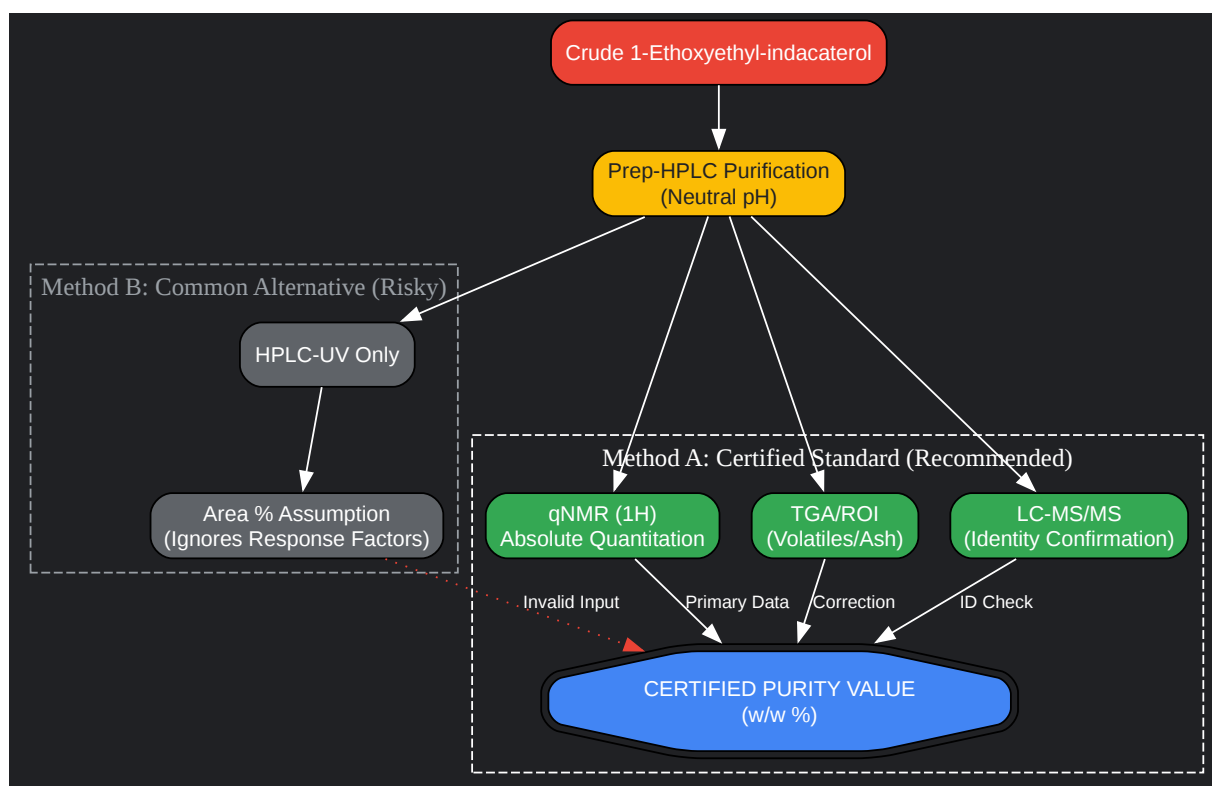 Crude 1-Ethoxyethyl-indacaterol
Prep-HPLC Purification
(Neutral pH)
Method B: Common Alternative (Risky)
HPLC-UV Only
Area % Assumption
(Ignores Response Factors)
Method A: Certified Standard (Recommended)
qNMR (1H)
Absolute Quantitation
TGA/ROI
(Volatiles/Ash)
LC-MS/MS
(Identity Confirmation)
Invalid Input
Primary Data
Correction
ID Check
CERTIFIED PURITY VALUE
(w/w %)